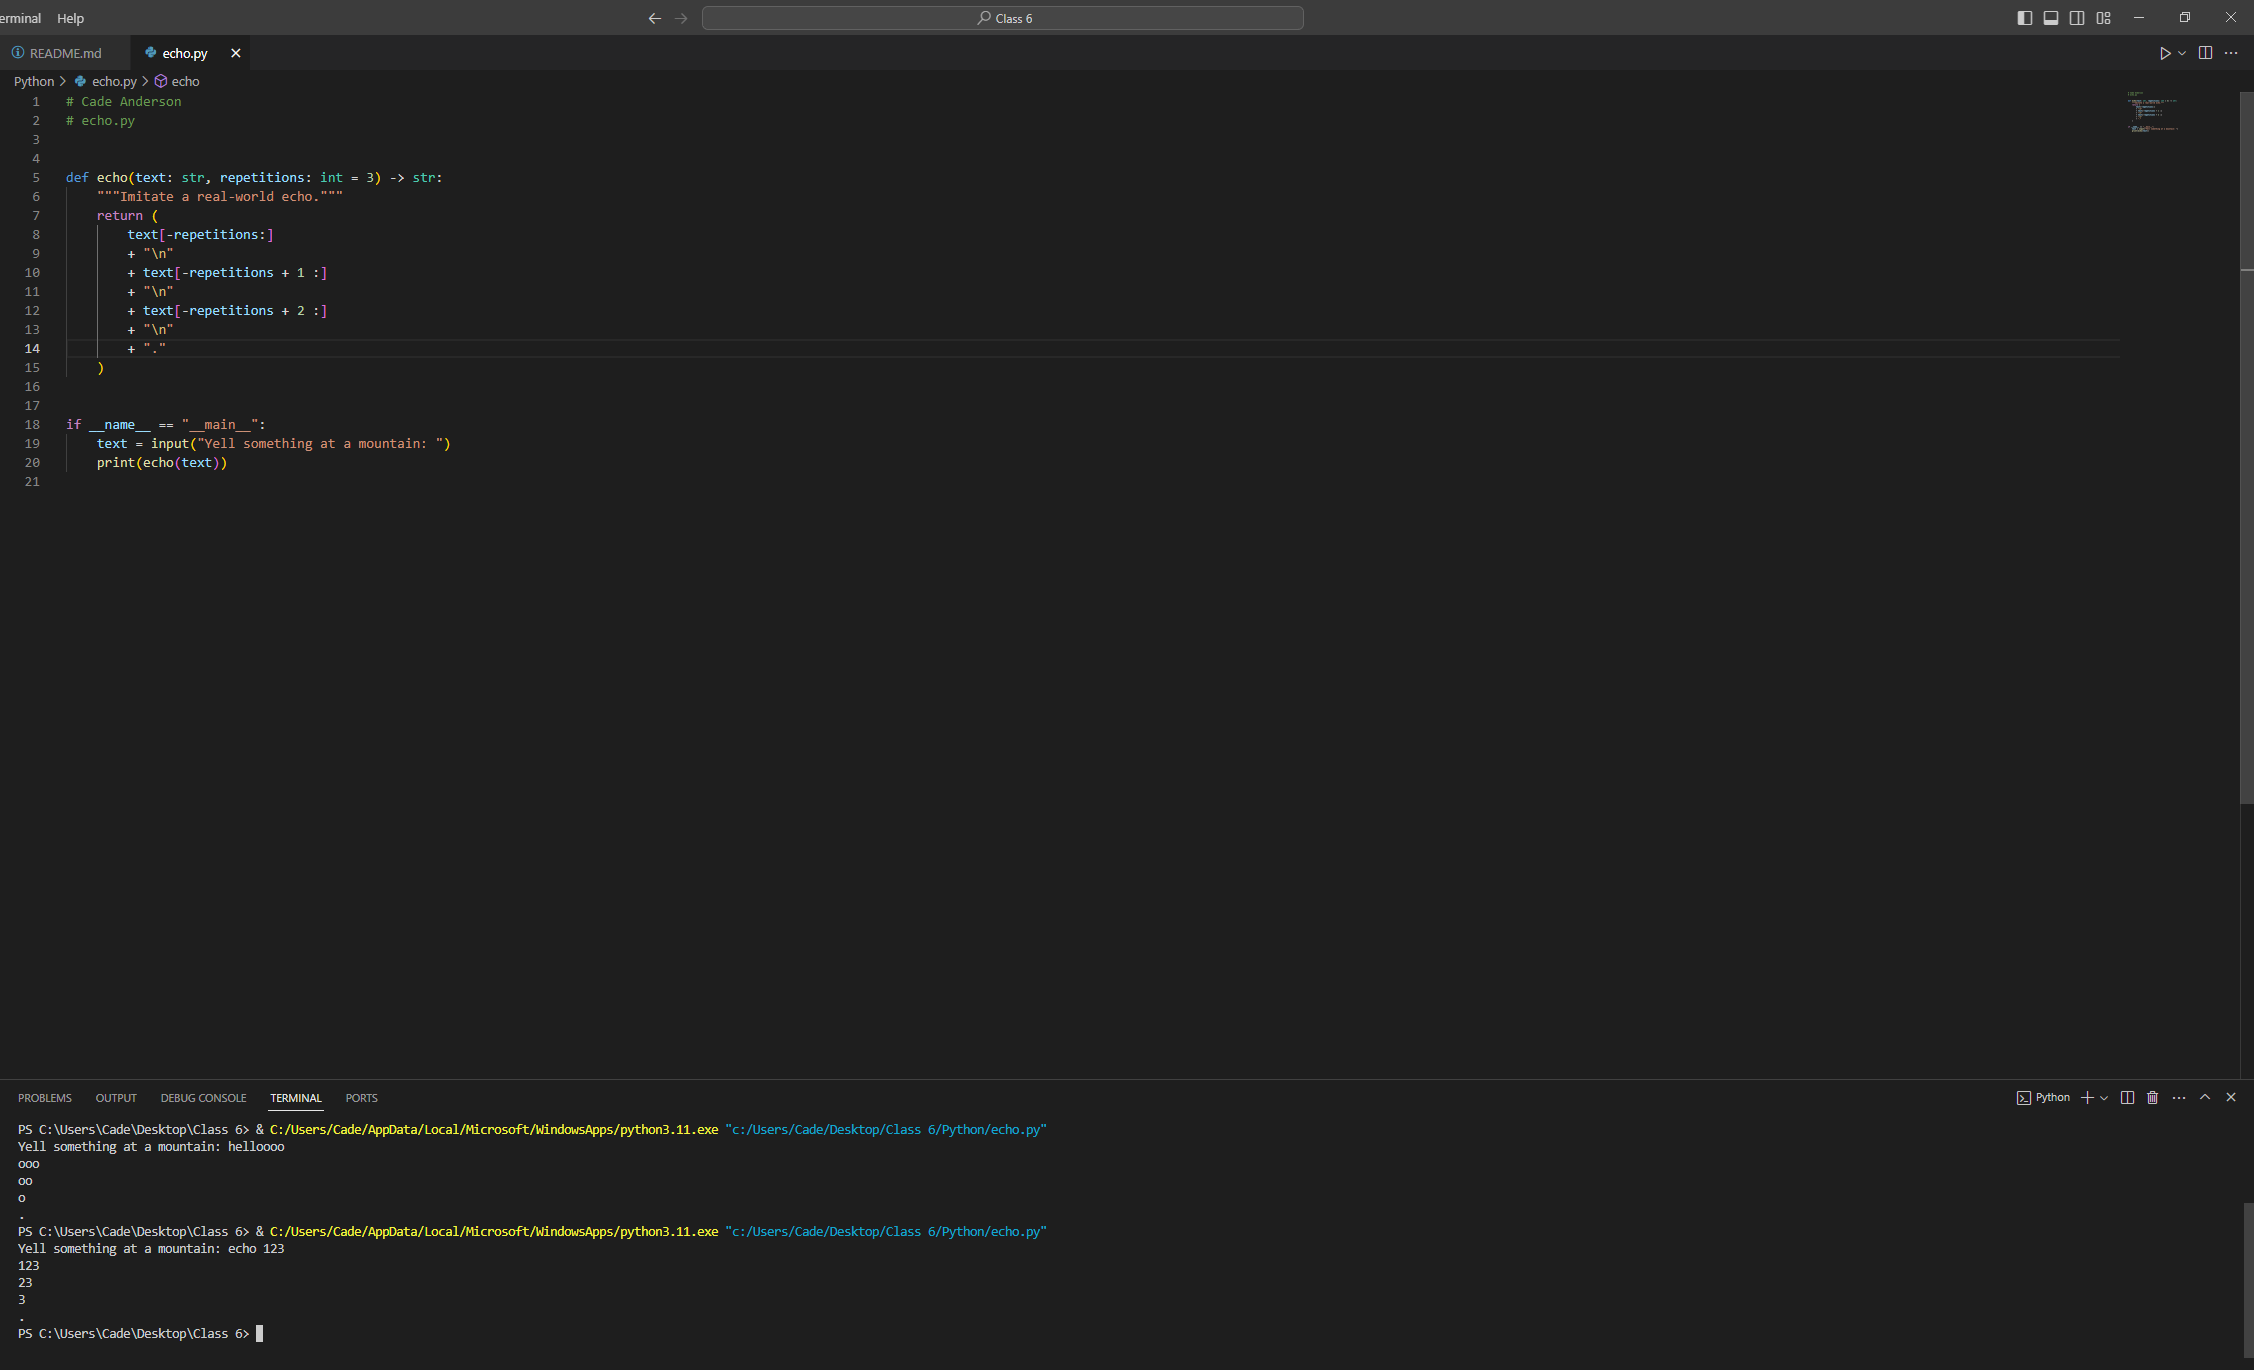 erminal Help Class 6
README.md echo.py
Python > echo.py > echo
1 # Cade Anderson
2 # echo.py
3
4
5 def echo(text: str, repetitions: int = 3) -> str:
6     """Imitate a real-world echo."""
7     return (
8         text[-repetitions:]
9         + "\n"
10         + text[-repetitions + 1 :]
11         + "\n"
12         + text[-repetitions + 2 :]
13         + "\n"
14         + "."
15     )
16
17
18 if __name__ == "__main__":
19     text = input("Yell something at a mountain: ")
20     print(echo(text))
21
PROBLEMS OUTPUT DEBUG CONSOLE TERMINAL PORTS Python
PS C:\Users\Cade\Desktop\Class 6> & C:/Users/Cade/AppData/Local/Microsoft/WindowsApps/python3.11.exe "c:/Users/Cade/Desktop/Class 6/Python/echo.py"
Yell something at a mountain: helloooo
ooo
oo
o
.
PS C:\Users\Cade\Desktop\Class 6> & C:/Users/Cade/AppData/Local/Microsoft/WindowsApps/python3.11.exe "c:/Users/Cade/Desktop/Class 6/Python/echo.py"
Yell something at a mountain: echo 123
123
23
3
.
PS C:\Users\Cade\Desktop\Class 6>